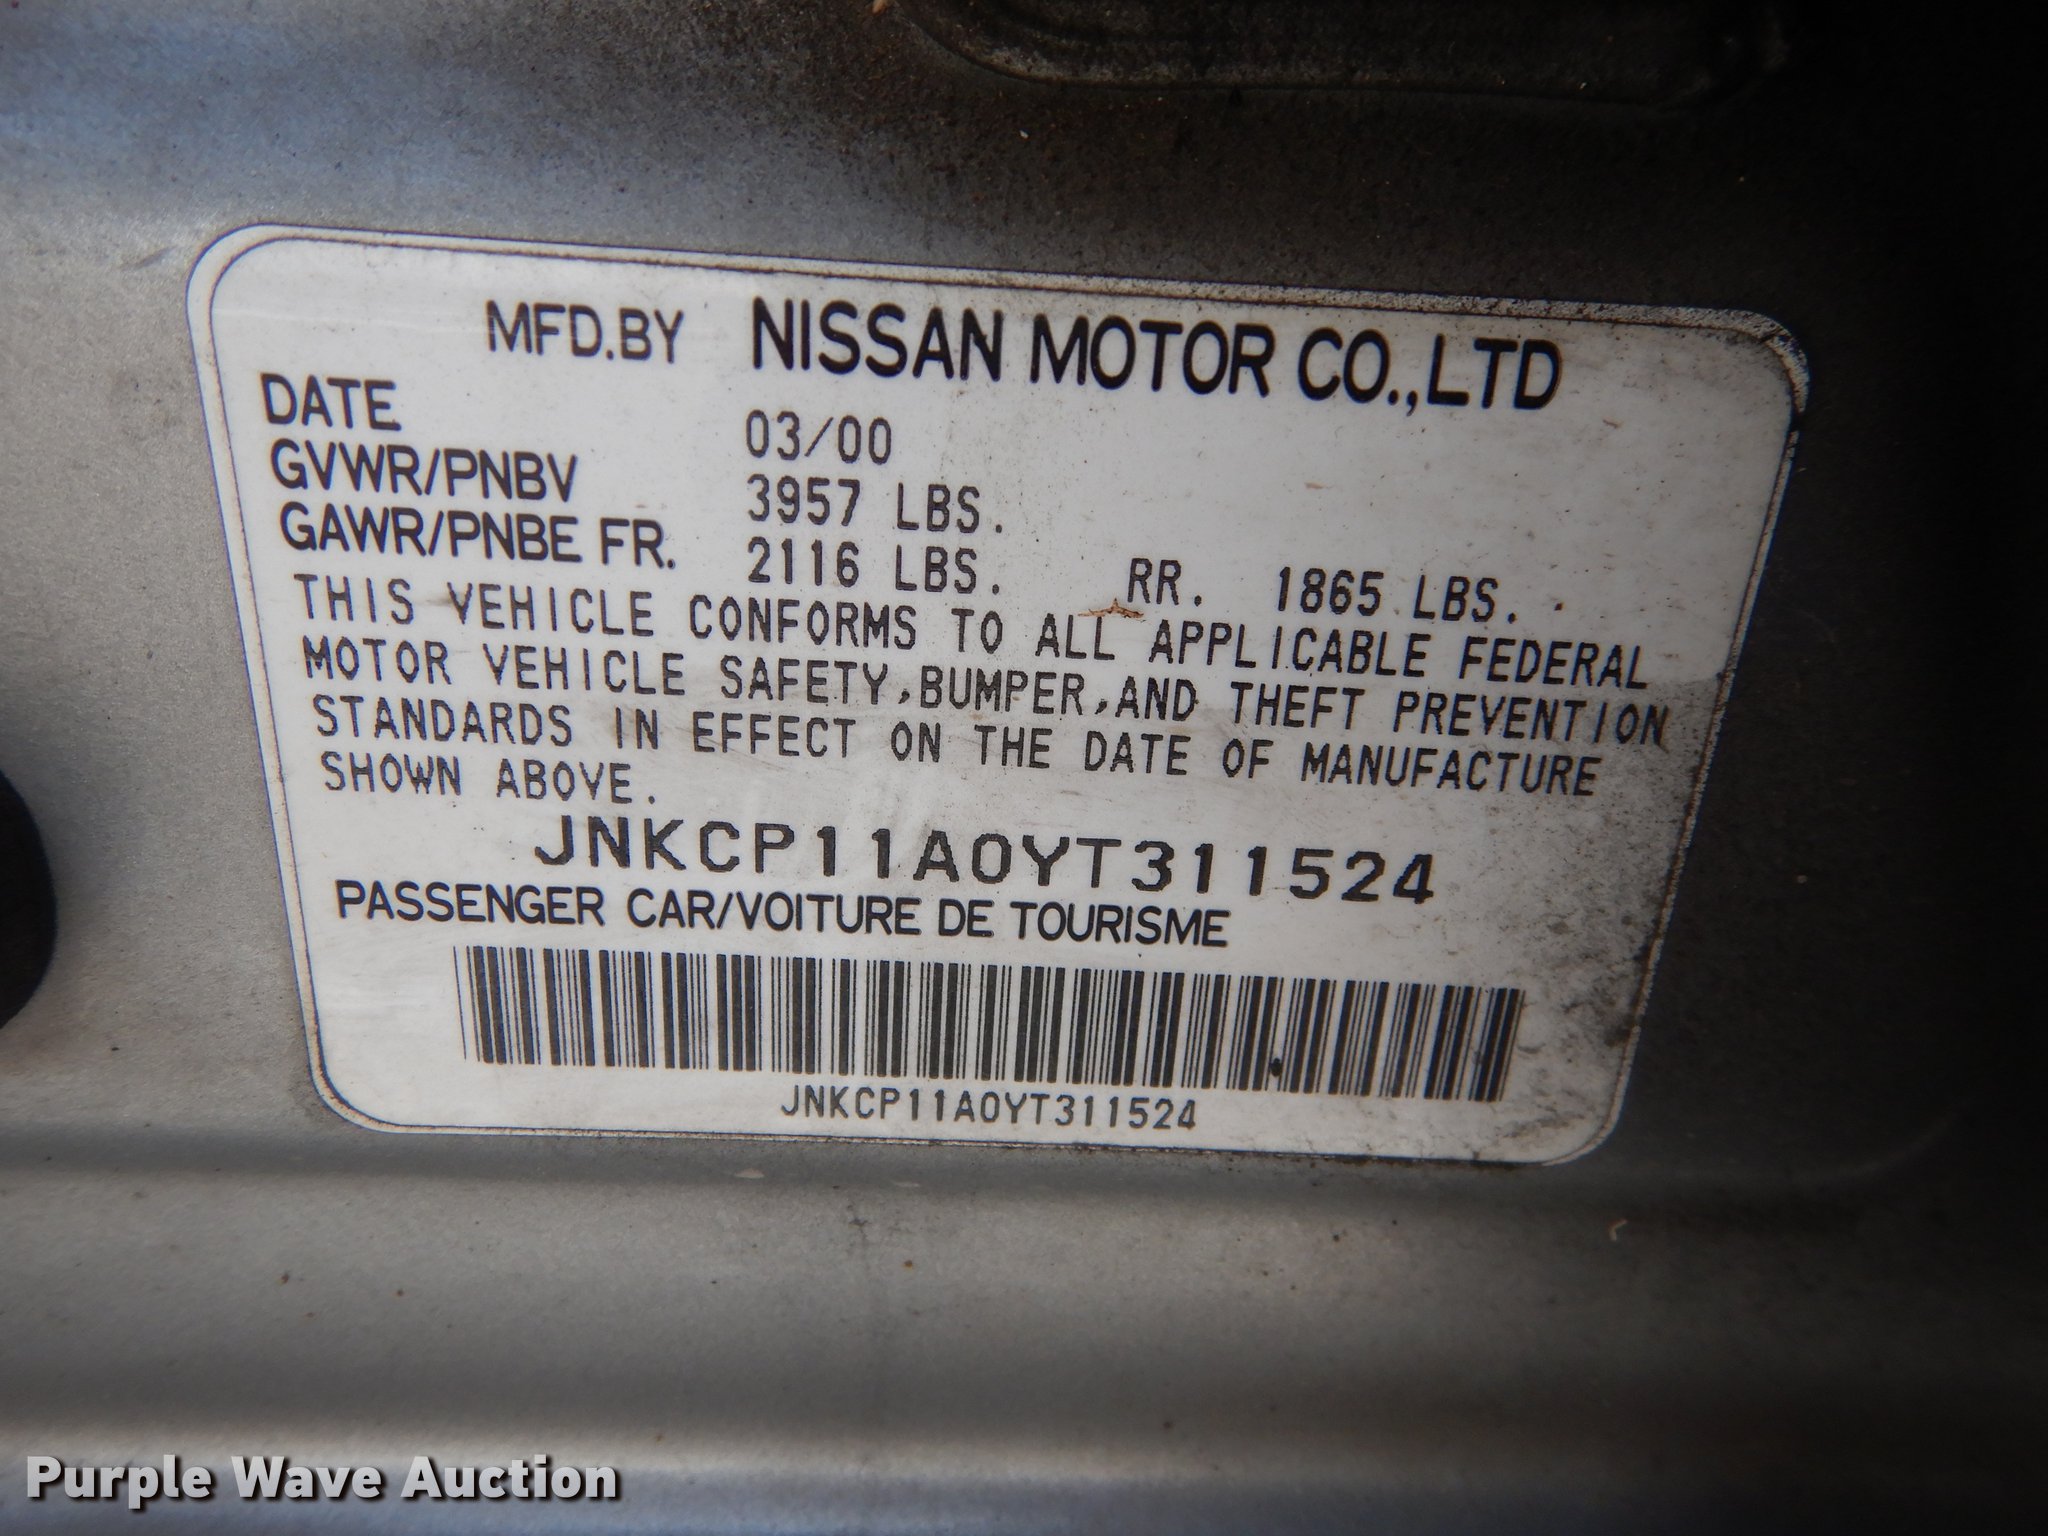 MFD.BY NISSAN MOTOR CO.,LTD
DATE 03/00
GVWR/PNBV 3957 LBS.
GAWR/PNBE FR. 2116 LBS. RR. 1865 LBS.
THIS VEHICLE CONFORMS TO ALL APPLICABLE FEDERAL
MOTOR VEHICLE SAFETY,BUMPER,AND THEFT PREVENTION
STANDARDS IN EFFECT ON THE DATE OF MANUFACTURE
SHOWN ABOVE.
JNKCP11A0YT311524
PASSENGER CAR/VOITURE DE TOURISME
JNKCP11A0YT311524
Purple Wave Auction